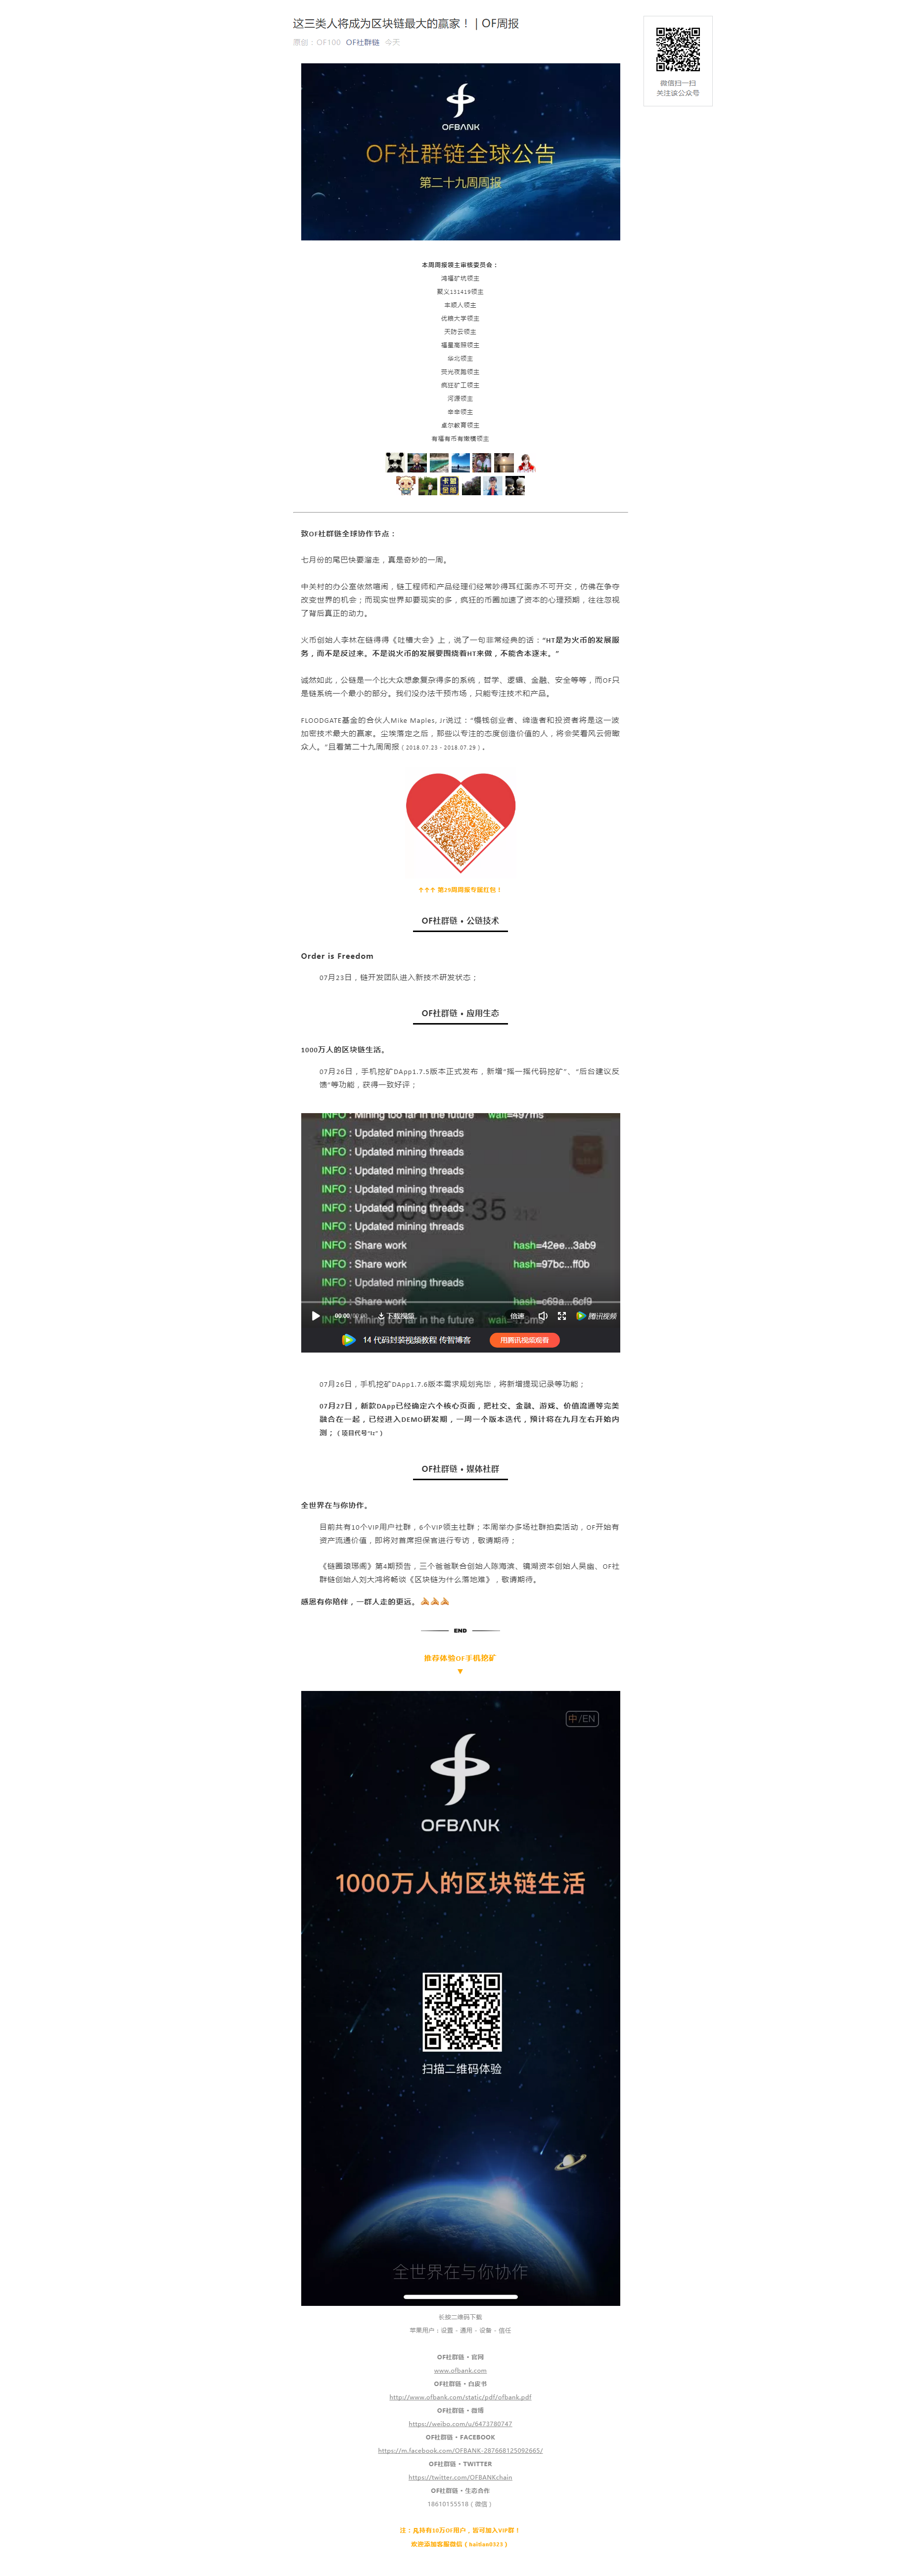 这三类人将成为区块链最大的赢家！ | OF周报
原创：OF100 OF社群链 今天
微信扫一扫
关注该公众号
OFBANK
OF社群链全球公告
第二十九周周报
本周周报领主审核委员会：
鸿福矿坑领主
聚义131419领主
本顺人领主
优粮大学领主
天防云领主
福星高照领主
华北领主
荧光夜跑领主
疯狂矿工领主
河源领主
幸幸领主
卓尔教育领主
有福有币有嫩模领主
致OF社群链全球协作节点：
七月份的尾巴快要溜走，真是奇妙的一周。
中关村的办公室依然喧闹，链工程师和产品经理们经常吵得耳红面赤不可开交，仿佛在争夺
改变世界的机会；而现实世界却要现实的多，疯狂的币圈加速了资本的心理预期，往往忽视
了背后真正的动力。
火币创始人李林在链得得《吐槽大会》上，说了一句非常经典的话：“HT是为火币的发展服
务，而不是反过来。不是说火币的发展要围绕着HT来做，不能舍本逐末。”
诚然如此，公链是一个比大众想象复杂得多的系统，哲学、逻辑、金融、安全等等，而OF只
是链系统一个最小的部分。我们没办法干预市场，只能专注技术和产品。
FLOODGATE基金的合伙人Mike Maples, Jr说过：“慢钱创业者、缔造者和投资者将是这一波
加密技术最大的赢家。尘埃落定之后，那些以专注的态度创造价值的人，将会笑看风云俯瞰
众人。”且看第二十九周周报（2018.07.23 - 2018.07.29）。
↑↑↑ 第29周周报专属红包！
OF社群链 • 公链技术
Order is Freedom
07月23日，链开发团队进入新技术研发状态；
OF社群链 • 应用生态
1000万人的区块链生活。
07月26日，手机挖矿DApp1.7.5版本正式发布，新增“摇一摇代码挖矿”、“后台建议反
馈”等功能，获得一致好评；
INFO : Mining too far in the future wait=497ms
INFO : Updated mining threads
INFO : Updated mining threads
INFO : Updated mining threads
INFO : Updated mining threads
INFO : Updated mining threads
INFO : Updated mining threads
00:00:35 212
INFO : Share work hash=42ee...3ab9
INFO : Share work hash=97bc...ff0b
INFO : Updated mining threads
INFO : Share work hash=c69a...6cf9
00:00/00:00 下载视频 倍速 腾讯视频
14 代码封装视频教程 传智博客 用腾讯视频观看
07月26日，手机挖矿DApp1.7.6版本需求规划完毕，将新增提现记录等功能；
07月27日，新款DApp已经确定六个核心页面，把社交、金融、游戏、价值流通等完美
融合在一起，已经进入DEMO研发期，一周一个版本迭代，预计将在九月左右开始内
测；（项目代号“Iz”）
OF社群链 • 媒体社群
全世界在与你协作。
目前共有10个VIP用户社群，6个VIP领主社群；本周举办多场社群拍卖活动，OF开始有
资产流通价值，即将对首席担保官进行专访，敬请期待；
《链圈琅琊阁》第4期预告，三个爸爸联合创始人陈海滨、镜湖资本创始人吴幽、OF社
群链创始人刘大鸿将畅谈《区块链为什么落地难》，敬请期待。
感恩有你陪伴，一群人走的更远。
END
推荐体验OF手机挖矿
▼
中/EN
OFBANK
1000万人的区块链生活
扫描二维码体验
全世界在与你协作
长按二维码下载
苹果用户：设置 - 通用 - 设备 - 信任
OF社群链 • 官网
www.ofbank.com
OF社群链 • 白皮书
http://www.ofbank.com/static/pdf/ofbank.pdf
OF社群链 • 微博
https://weibo.com/u/6473780747
OF社群链 • FACEBOOK
https://m.facebook.com/OFBANK-287668125092665/
OF社群链 • TWITTER
https://twitter.com/OFBANKchain
OF社群链 • 生态合作
18610155518（微信）
注：凡持有10万OF用户，皆可加入VIP群！
欢迎添加客服微信（haitian0323）